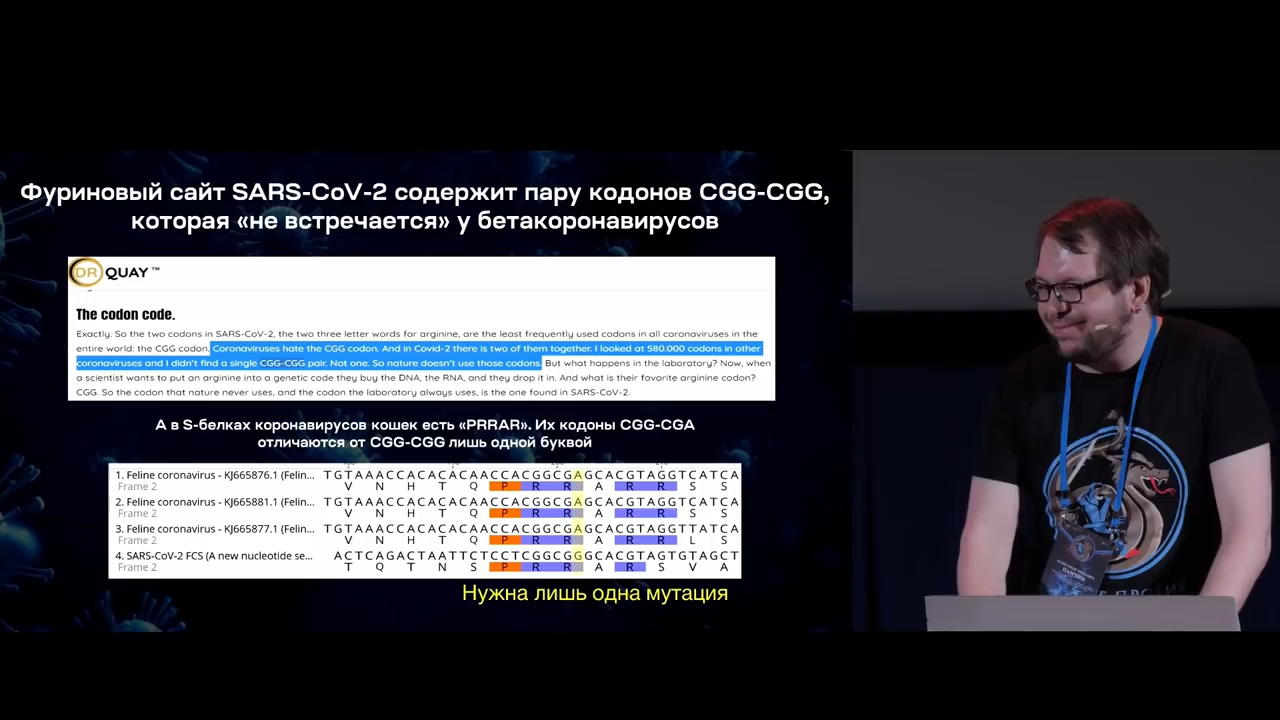 Фуриновый сайт SARS-CoV-2 содержит пару кодонов CGG-CGG,
которая «не встречается» у бетакоронавирусов
DR QUAY ™
The codon code.
Exactly. So the two codons in SARS-CoV-2, the two three letter words for arginine, are the least frequently used codons in all coronaviruses in the
entire world: the CGG codon. Coronaviruses hate the CGG codon. And in Covid-2 there is two of them together. I looked at 580.000 codons in other
coronaviruses and I didn't find a single CGG-CGG pair. Not one. So nature doesn't use those codons. But what happens in the laboratory? Now, when
a scientist wants to put an arginine into a genetic code they buy the DNA, the RNA, and they drop it in. And what is their favorite arginine codon?
CGG. So the codon that nature never uses, and the codon the laboratory always uses, is the one found in SARS-CoV-2.
А в S-белках коронавирусов кошек есть «PRRAR». Их кодоны CGG-CGA
отличаются от CGG-CGG лишь одной буквой
1. Feline coronavirus - KJ665876.1 (Felin... TGTAAACCACACACAACCACGGCGAGCACGTAGGTCATCA
Frame 2 V N H T Q P R R A R R S S
2. Feline coronavirus - KJ665881.1 (Felin... TGTAAACCACACACAACCACGGCGAGCACGTAGGTCATCA
Frame 2 V N H T Q P R R A R R S S
3. Feline coronavirus - KJ665877.1 (Felin... TGTAAACCACACACAACCACGGCGAGCACGTAGGTTATCA
Frame 2 V N H T Q P R R A R R L S
4. SARS-CoV-2 FCS (A new nucleotide se... ACTCAGACTAATTCTCCTCGGCGGGCACGTAGTGTAGCT
Frame 2 T Q T N S P R R A R S V A
Нужна лишь одна мутация